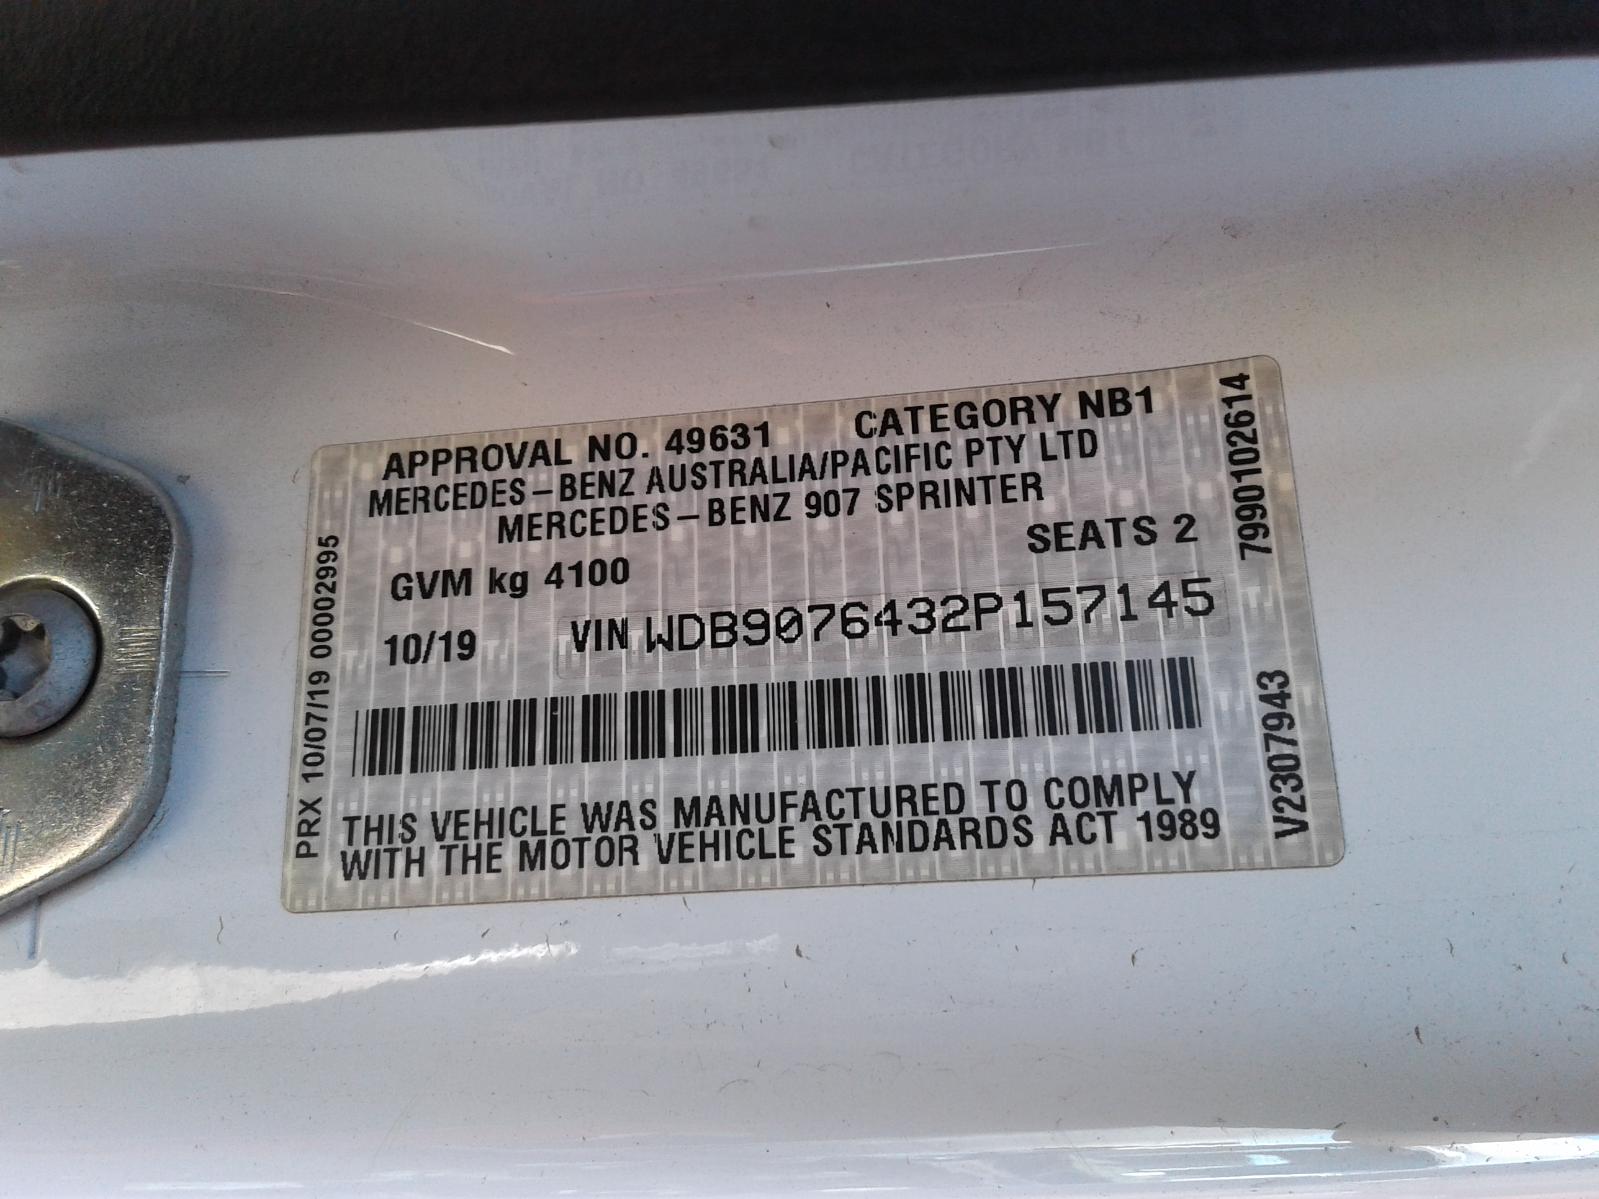 APPROVAL NO. 49631 CATEGORY NB1
MERCEDES-BENZ AUSTRALIA/PACIFIC PTY LTD
MERCEDES-BENZ 907 SPRINTER
GVM kg 4100 SEATS 2
10/19 VIN WDB9076432P157145
THIS VEHICLE WAS MANUFACTURED TO COMPLY
WITH THE MOTOR VEHICLE STANDARDS ACT 1989
PRX 10/07/19 00002995
7990102614
V2307943